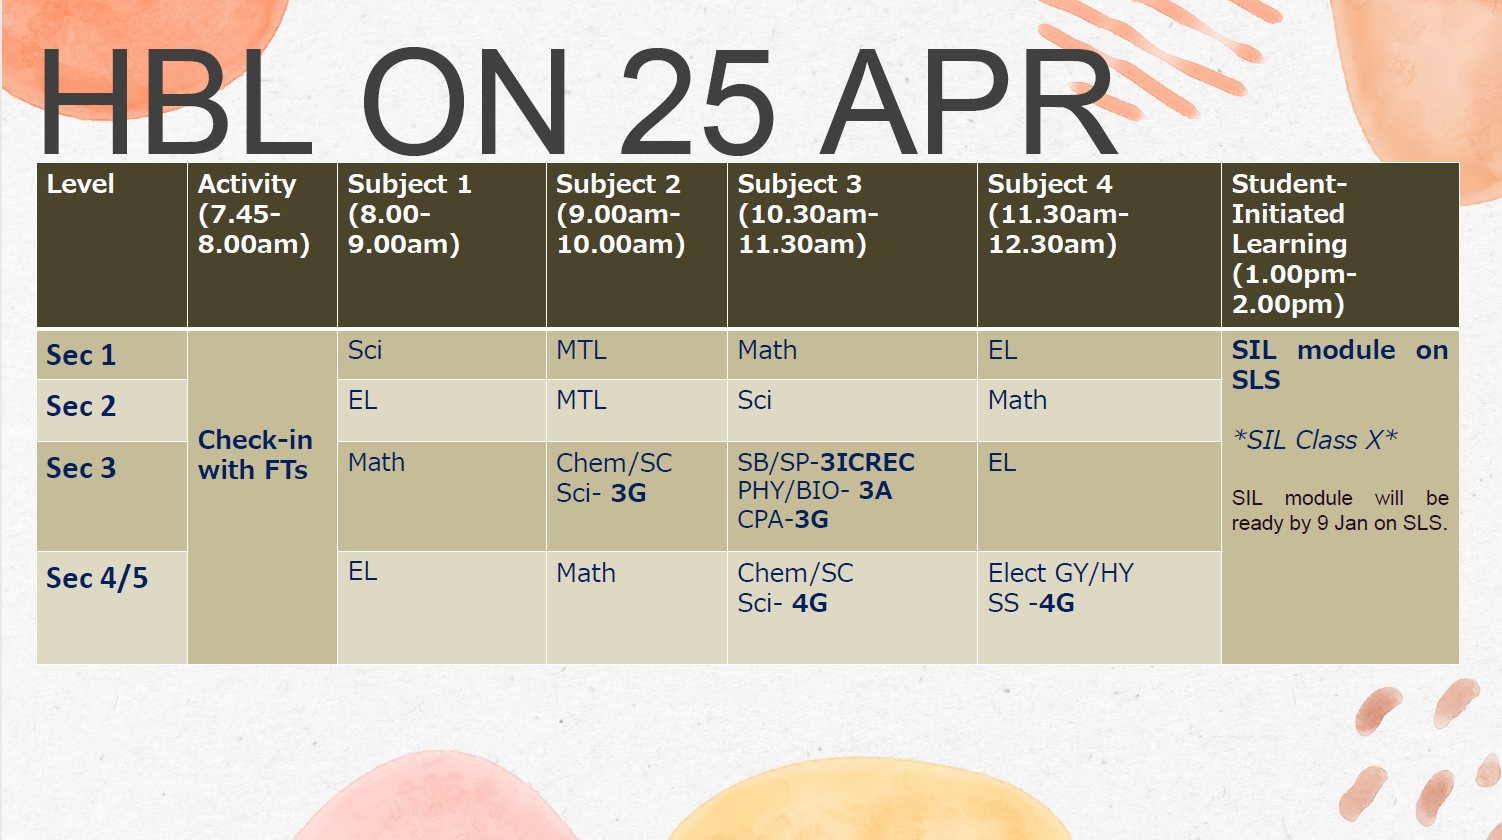 HBL ON 25 APR
Level
Activity
(7.45-
8.00am)
Subject 1
(8.00-
9.00am)
Subject 2
(9.00am-
10.00am)
Subject 3
(10.30am-
11.30am)
Subject 4
(11.30am-
12.30am)
Student-
Initiated
Learning
(1.00pm-
2.00pm)
Sec 1
Check-in
with FTs
Sci
MTL
Math
EL
SIL module on
SLS
*SIL Class X*
SIL module will be
ready by 9 Jan on SLS.
Sec 2
EL
MTL
Sci
Math
Sec 3
Math
Chem/SC
Sci- 3G
SB/SP-3ICREC
PHY/BIO- 3A
CPA-3G
EL
Sec 4/5
EL
Math
Chem/SC
Sci- 4G
Elect GY/HY
SS -4G